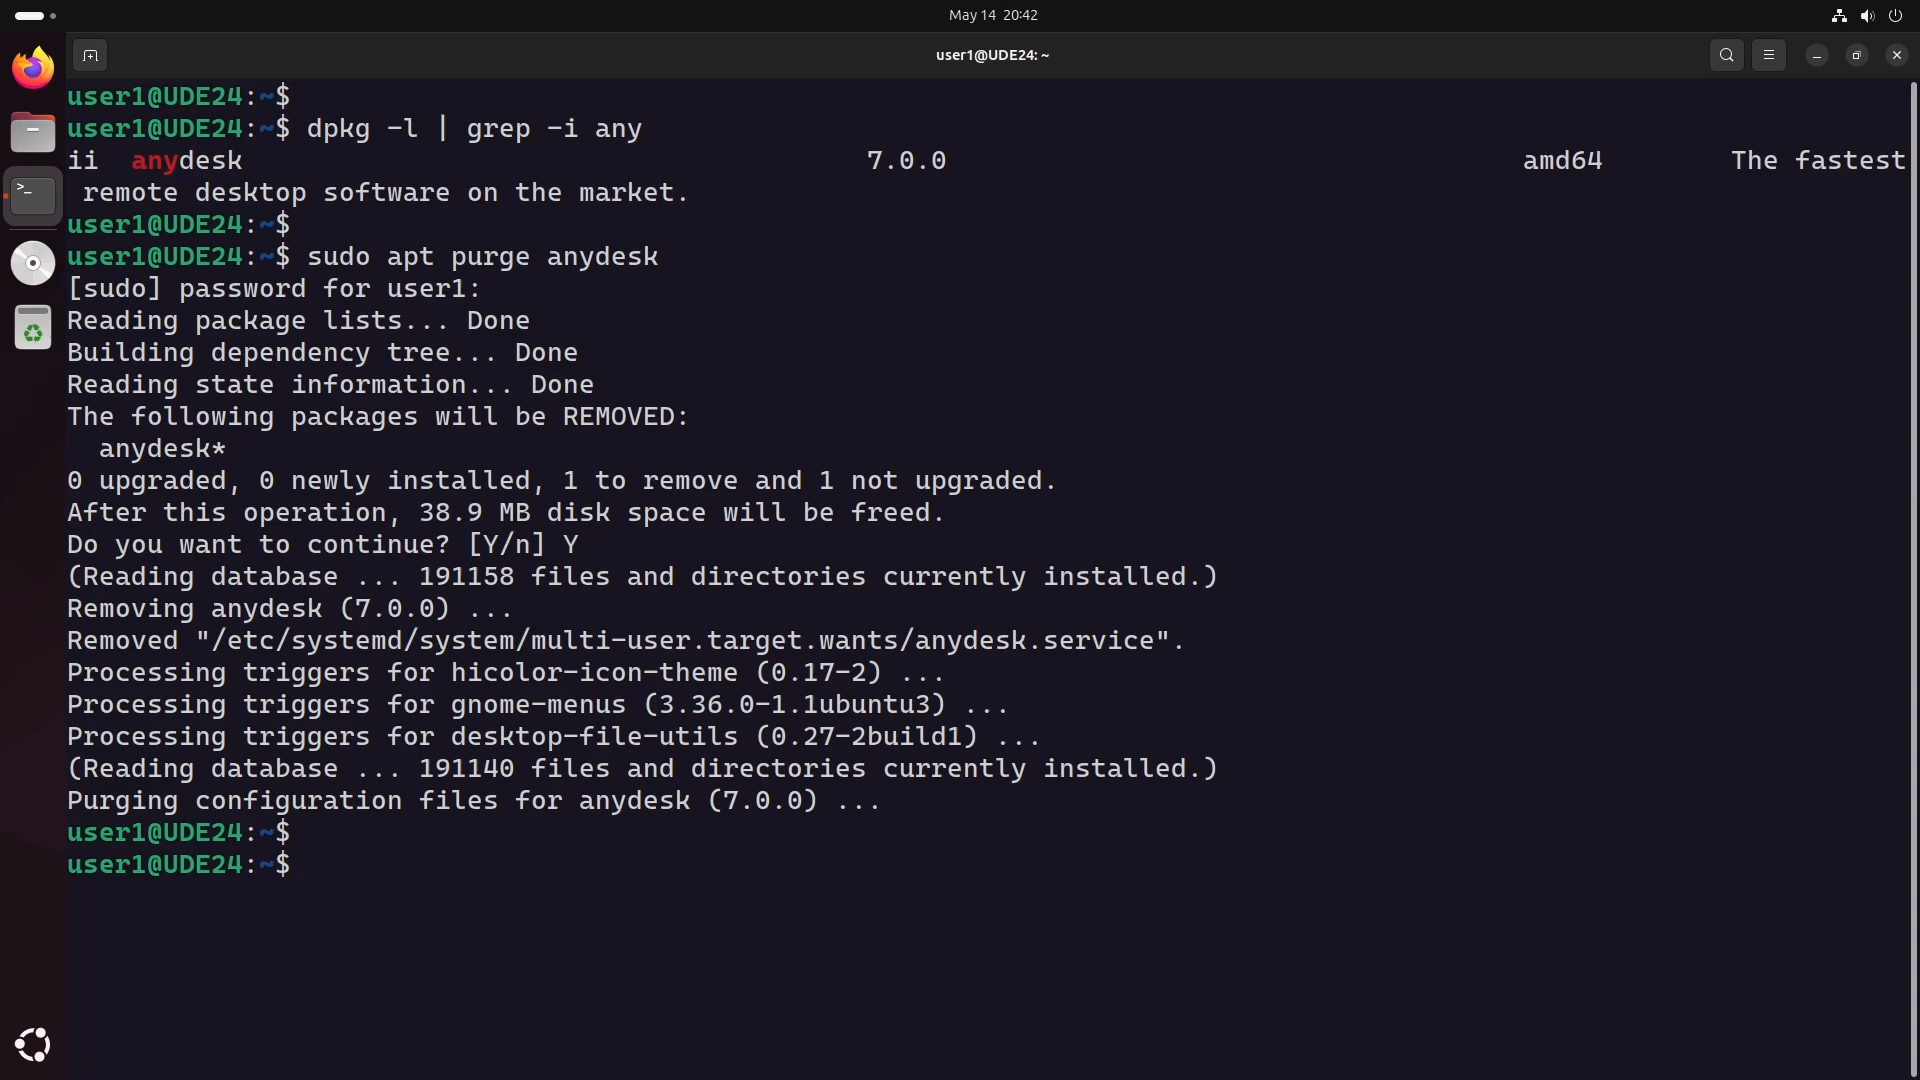 May 14 20:42
user1@UDE24: ~
user1@UDE24:~$
user1@UDE24:~$ dpkg -l | grep -i any
ii  anydesk                                       7.0.0                                    amd64        The fastest
 remote desktop software on the market.
user1@UDE24:~$
user1@UDE24:~$ sudo apt purge anydesk
[sudo] password for user1:
Reading package lists... Done
Building dependency tree... Done
Reading state information... Done
The following packages will be REMOVED:
  anydesk*
0 upgraded, 0 newly installed, 1 to remove and 1 not upgraded.
After this operation, 38.9 MB disk space will be freed.
Do you want to continue? [Y/n] Y
(Reading database ... 191158 files and directories currently installed.)
Removing anydesk (7.0.0) ...
Removed "/etc/systemd/system/multi-user.target.wants/anydesk.service".
Processing triggers for hicolor-icon-theme (0.17-2) ...
Processing triggers for gnome-menus (3.36.0-1.1ubuntu3) ...
Processing triggers for desktop-file-utils (0.27-2build1) ...
(Reading database ... 191140 files and directories currently installed.)
Purging configuration files for anydesk (7.0.0) ...
user1@UDE24:~$
user1@UDE24:~$